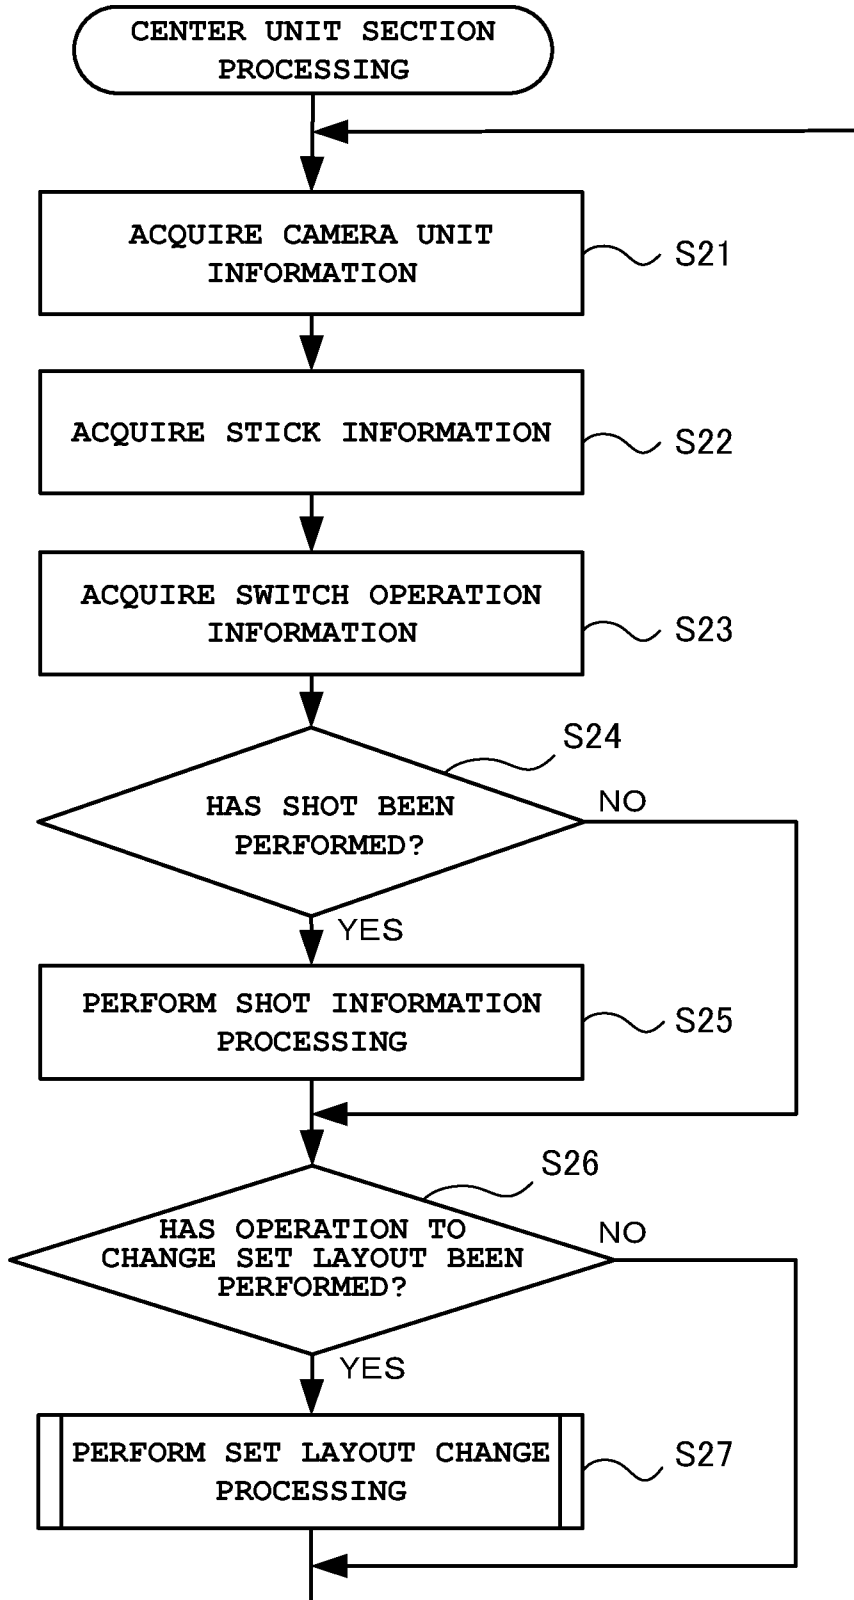 CENTER UNIT SECTION
PROCESSING
ACQUIRE CAMERA UNIT
INFORMATION
S21
ACQUIRE STICK INFORMATION
S22
ACQUIRE SWITCH OPERATION
INFORMATION
S23
S24
HAS SHOT BEEN
PERFORMED?
NO
YES
PERFORM SHOT INFORMATION
PROCESSING
S25
S26
HAS OPERATION TO
CHANGE SET LAYOUT BEEN
PERFORMED?
NO
YES
PERFORM SET LAYOUT CHANGE
PROCESSING
S27